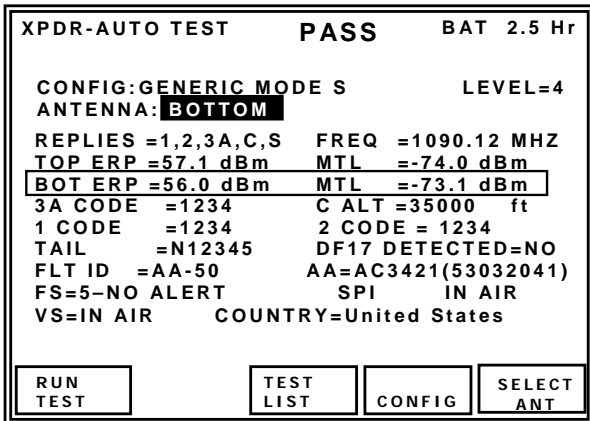 XPDR-AUTO TEST PASS BAT 2.5 Hr
CONFIG:GENERIC MODE S LEVEL=4
ANTENNA: BOTTOM
REPLIES =1,2,3A,C,S FREQ =1090.12 MHZ
TOP ERP =57.1 dBm MTL =-74.0 dBm
BOT ERP =56.0 dBm MTL =-73.1 dBm
3A CODE =1234 C ALT =35000 ft
1 CODE =1234 2 CODE = 1234
TAIL =N12345 DF17 DETECTED=NO
FLT ID =AA-50 AA=AC3421(53032041)
FS=5–NO ALERT SPI IN AIR
VS=IN AIR COUNTRY=United States
RUN TEST LIST CONFIG SELECT
TEST ANT